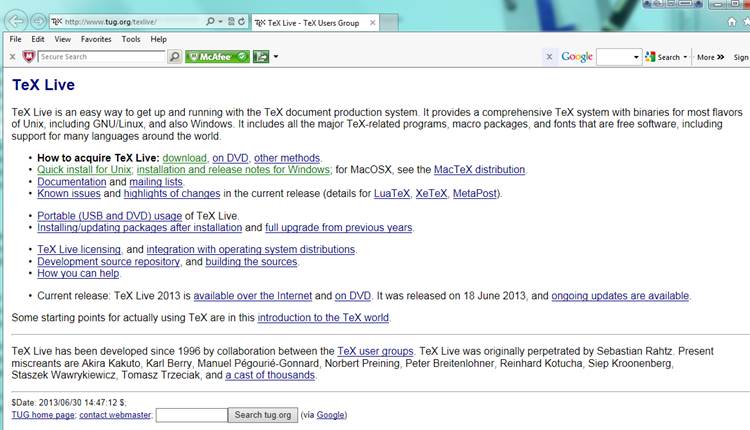 http://www.tug.org/texlive/
TeX Live - TeX Users Group
File Edit View Favorites Tools Help
x Secure Search McAfee x Google Search More » Sign
TeX Live
TeX Live is an easy way to get up and running with the TeX document production system. It provides a comprehensive TeX system with binaries for most flavors
of Unix, including GNU/Linux, and also Windows. It includes all the major TeX-related programs, macro packages, and fonts that are free software, including
support for many languages around the world.
• How to acquire TeX Live: download, on DVD, other methods.
• Quick install for Unix; installation and release notes for Windows; for MacOSX, see the MacTeX distribution.
• Documentation and mailing lists.
• Known issues and highlights of changes in the current release (details for LuaTeX, XeTeX, MetaPost).
• Portable (USB and DVD) usage of TeX Live.
• Installing/updating packages after installation and full upgrade from previous years.
• TeX Live licensing, and integration with operating system distributions.
• Development source repository, and building the sources.
• How you can help.
• Current release: TeX Live 2013 is available over the Internet and on DVD. It was released on 18 June 2013, and ongoing updates are available.
Some starting points for actually using TeX are in this introduction to the TeX world.
TeX Live has been developed since 1996 by collaboration between the TeX user groups. TeX Live was originally perpetrated by Sebastian Rahtz. Present
miscreants are Akira Kakuto, Karl Berry, Manuel Pégourié-Gonnard, Norbert Preining, Peter Breitenlohner, Reinhard Kotucha, Siep Kroonenberg,
Staszek Wawrykiewicz, Tomasz Trzeciak, and a cast of thousands.
$Date: 2013/06/30 14:47:12 $;
TUG home page; contact webmaster; Search tug.org (via Google)